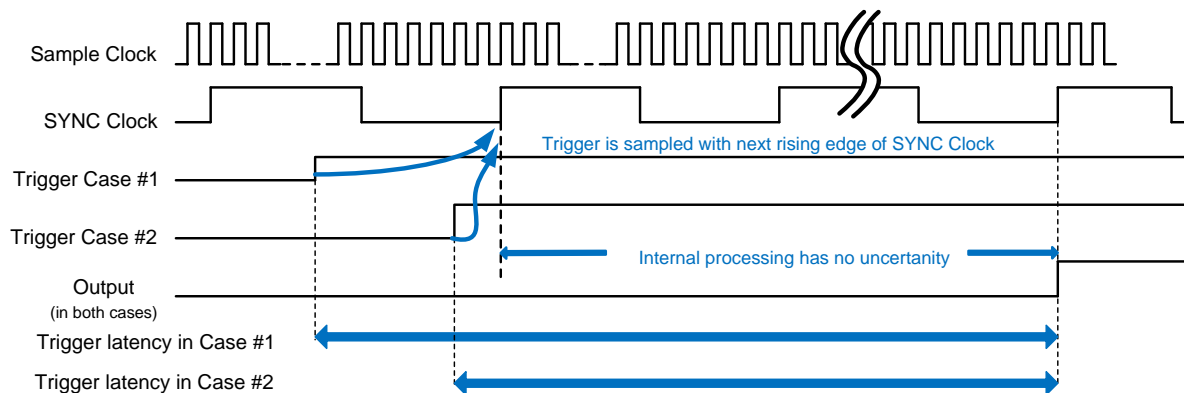 Sample Clock
SYNC Clock
Trigger is sampled with next rising edge of SYNC Clock
Trigger Case #1
Trigger Case #2
Internal processing has no uncertanity
Output
(in both cases)
Trigger latency in Case #1
Trigger latency in Case #2